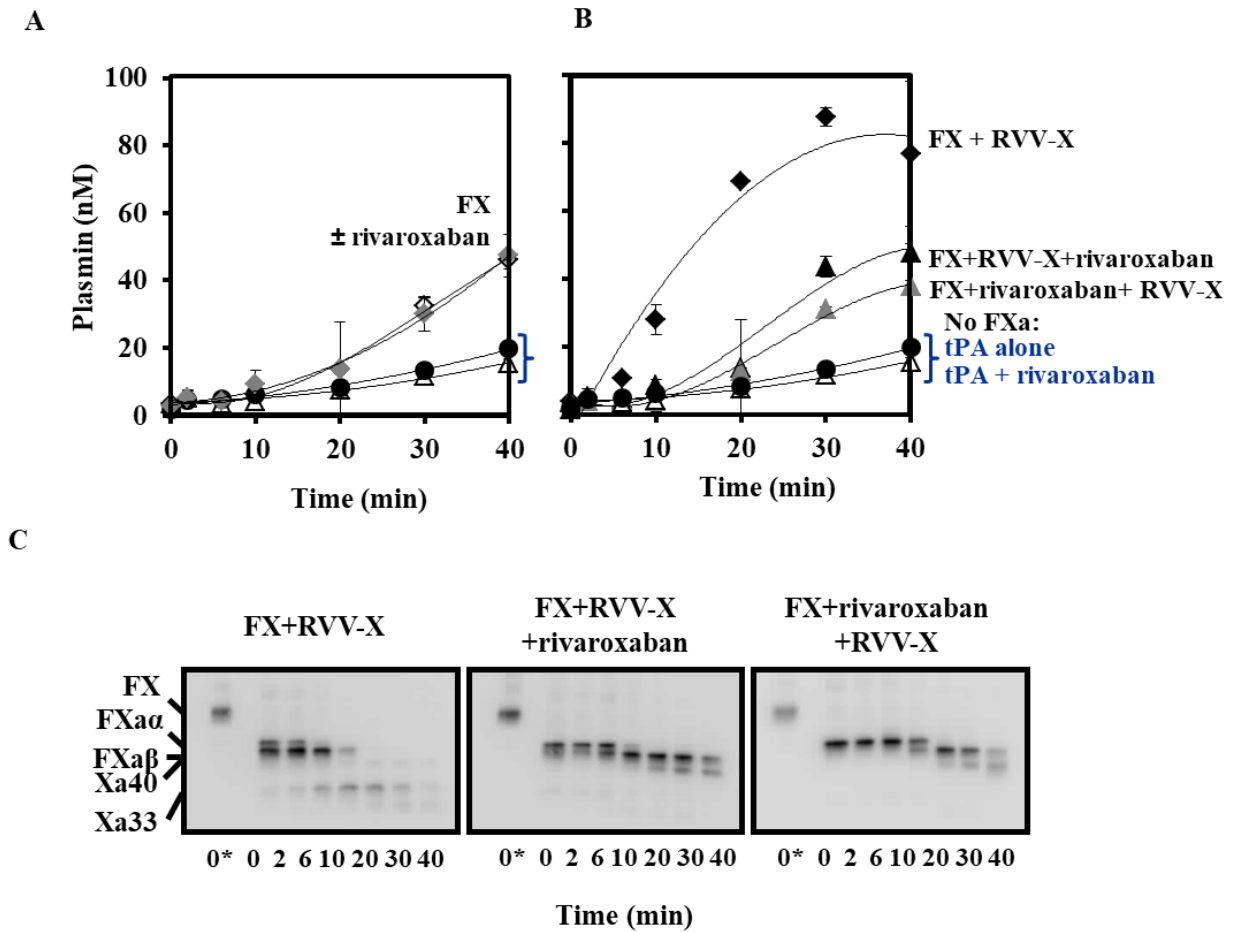 A
B
100
80
60
40
20
0
Plasmin (nM)
FX
± rivaroxaban
0 10 20 30 40
Time (min)
FX + RVV-X
FX+RVV-X+rivaroxaban
FX+rivaroxaban+ RVV-X
No FXa:
tPA alone
tPA + rivaroxaban
0 10 20 30 40
Time (min)
C
FX+RVV-X
FX+RVV-X
+rivaroxaban
FX+rivaroxaban
+RVV-X
FX
FXaα
FXaβ
Xa40
Xa33
0* 0 2 6 10 20 30 40
0* 0 2 6 10 20 30 40
0* 0 2 6 10 20 30 40
Time (min)